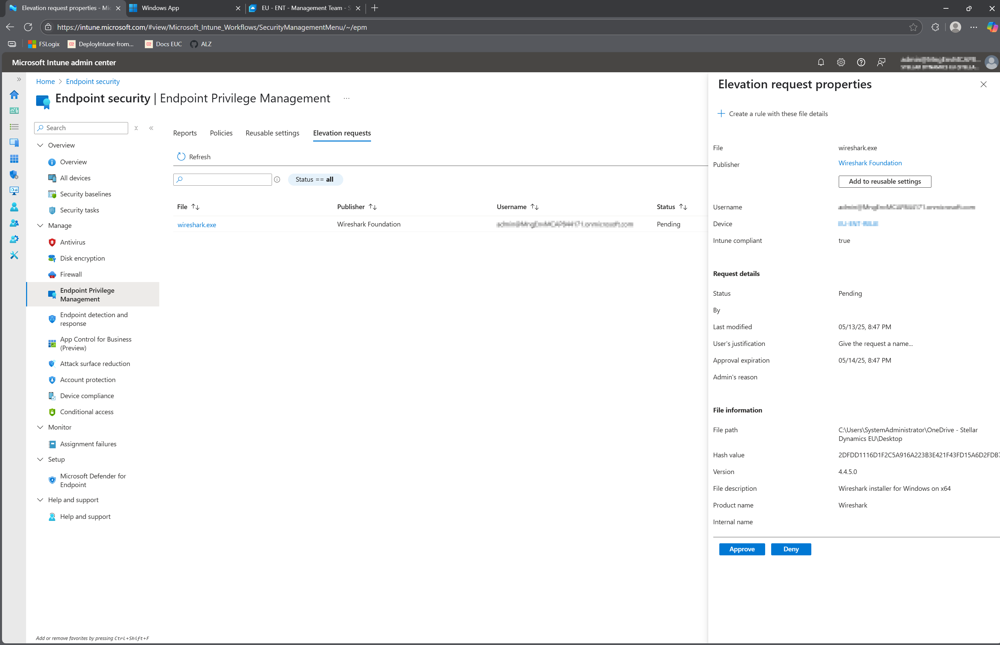 Elevation request properties - Mic
Windows App
EU - ENT - Management Team - S
https://intune.microsoft.com/#view/Microsoft_Intune_Workflows/SecurityManagementMenu/~/epm
FSLogix
DeployIntune from...
Docs EUC
ALZ
Microsoft Intune admin center
Home > Endpoint security
Endpoint security | Endpoint Privilege Management ...
Search
Overview
Overview
All devices
Security baselines
Security tasks
Manage
Antivirus
Disk encryption
Firewall
Endpoint Privilege
Management
Endpoint detection and
response
App Control for Business
(Preview)
Attack surface reduction
Account protection
Device compliance
Conditional access
Monitor
Assignment failures
Setup
Microsoft Defender for
Endpoint
Help and support
Help and support
Add or remove favorites by pressing Ctrl+Shift+F
Reports Policies Reusable settings Elevation requests
Refresh
Status == all
File Publisher Username Status
wireshark.exe Wireshark Foundation Pending
Elevation request properties
Create a rule with these file details
File wireshark.exe
Publisher Wireshark Foundation
Add to reusable settings
Username
Device
Intune compliant true
Request details
Status Pending
By
Last modified 05/13/25, 8:47 PM
User's justification Give the request a name...
Approval expiration 05/14/25, 8:47 PM
Admin's reason
File information
File path C:\Users\SystemAdministrator\OneDrive - Stellar
Dynamics EU\Desktop
Hash value 2DFDD1116D1F2C5A916A223B3E421F43FD15A6D2FDB7
Version 4.4.5.0
File description Wireshark installer for Windows on x64
Product name Wireshark
Internal name
Approve Deny